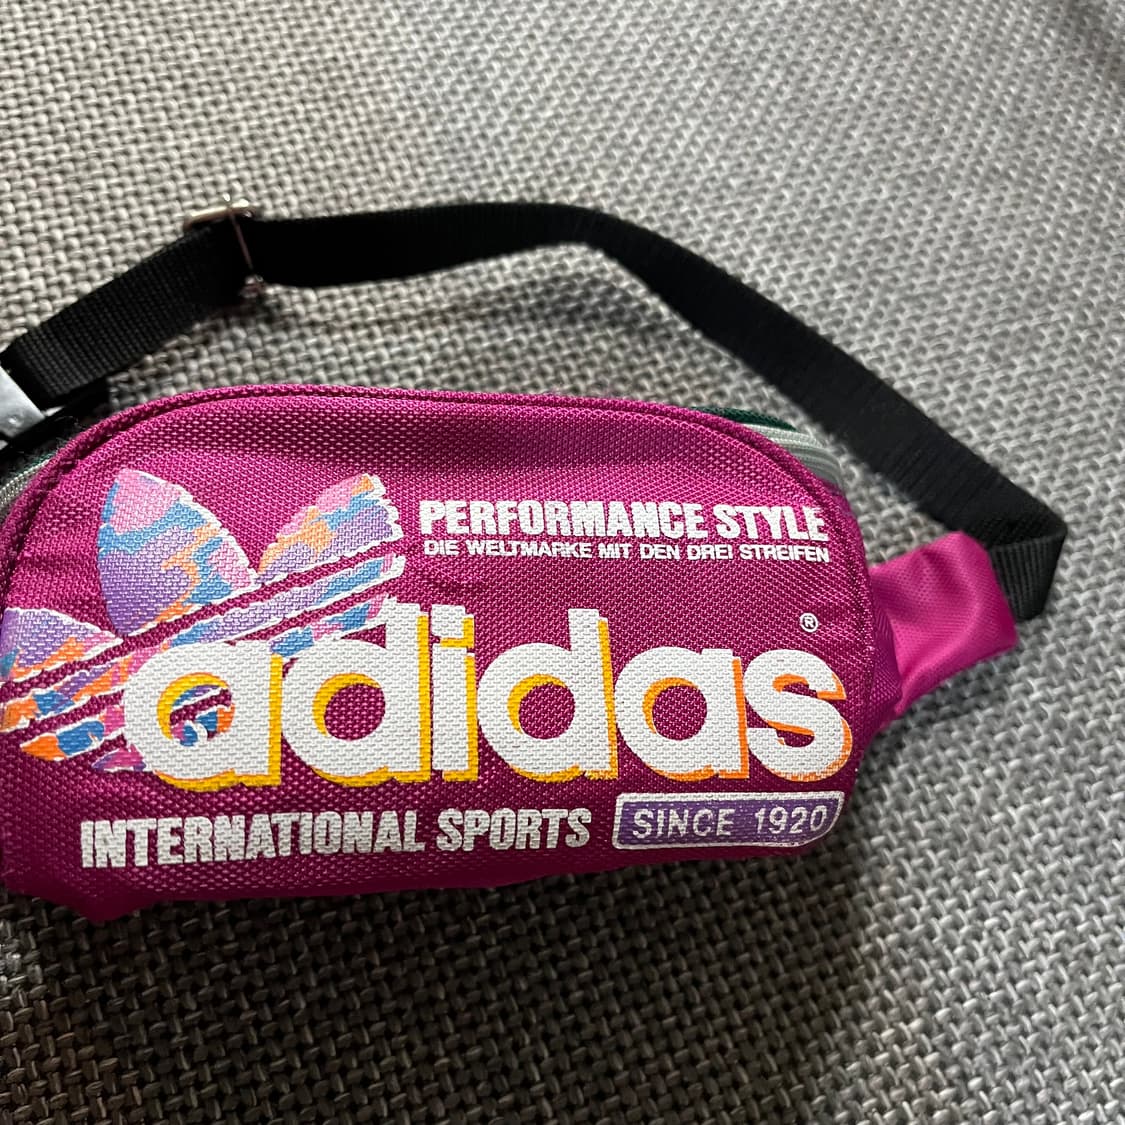 PERFORMANCE STYLE
DIE WELTMARKE MIT DEN DREI STREIFEN
adidas®
INTERNATIONAL SPORTS
SINCE 1920